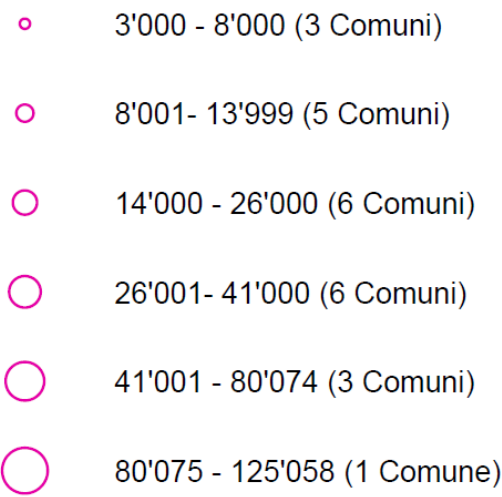 3'000 - 8'000 (3 Comuni)
8'001- 13'999 (5 Comuni)
14'000 - 26'000 (6 Comuni)
26'001- 41'000 (6 Comuni)
41'001 - 80'074 (3 Comuni)
80'075 - 125'058 (1 Comune)